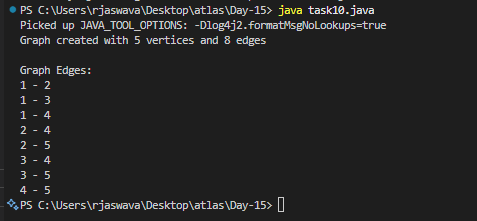 PS C:\Users\rjaswava\Desktop\atlas\Day-15> java task10.java
Picked up JAVA_TOOL_OPTIONS: -Dlog4j2.formatMsgNoLookups=true
Graph created with 5 vertices and 8 edges
Graph Edges:
1 - 2
1 - 3
1 - 4
2 - 4
2 - 5
3 - 4
3 - 5
4 - 5
PS C:\Users\rjaswava\Desktop\atlas\Day-15>